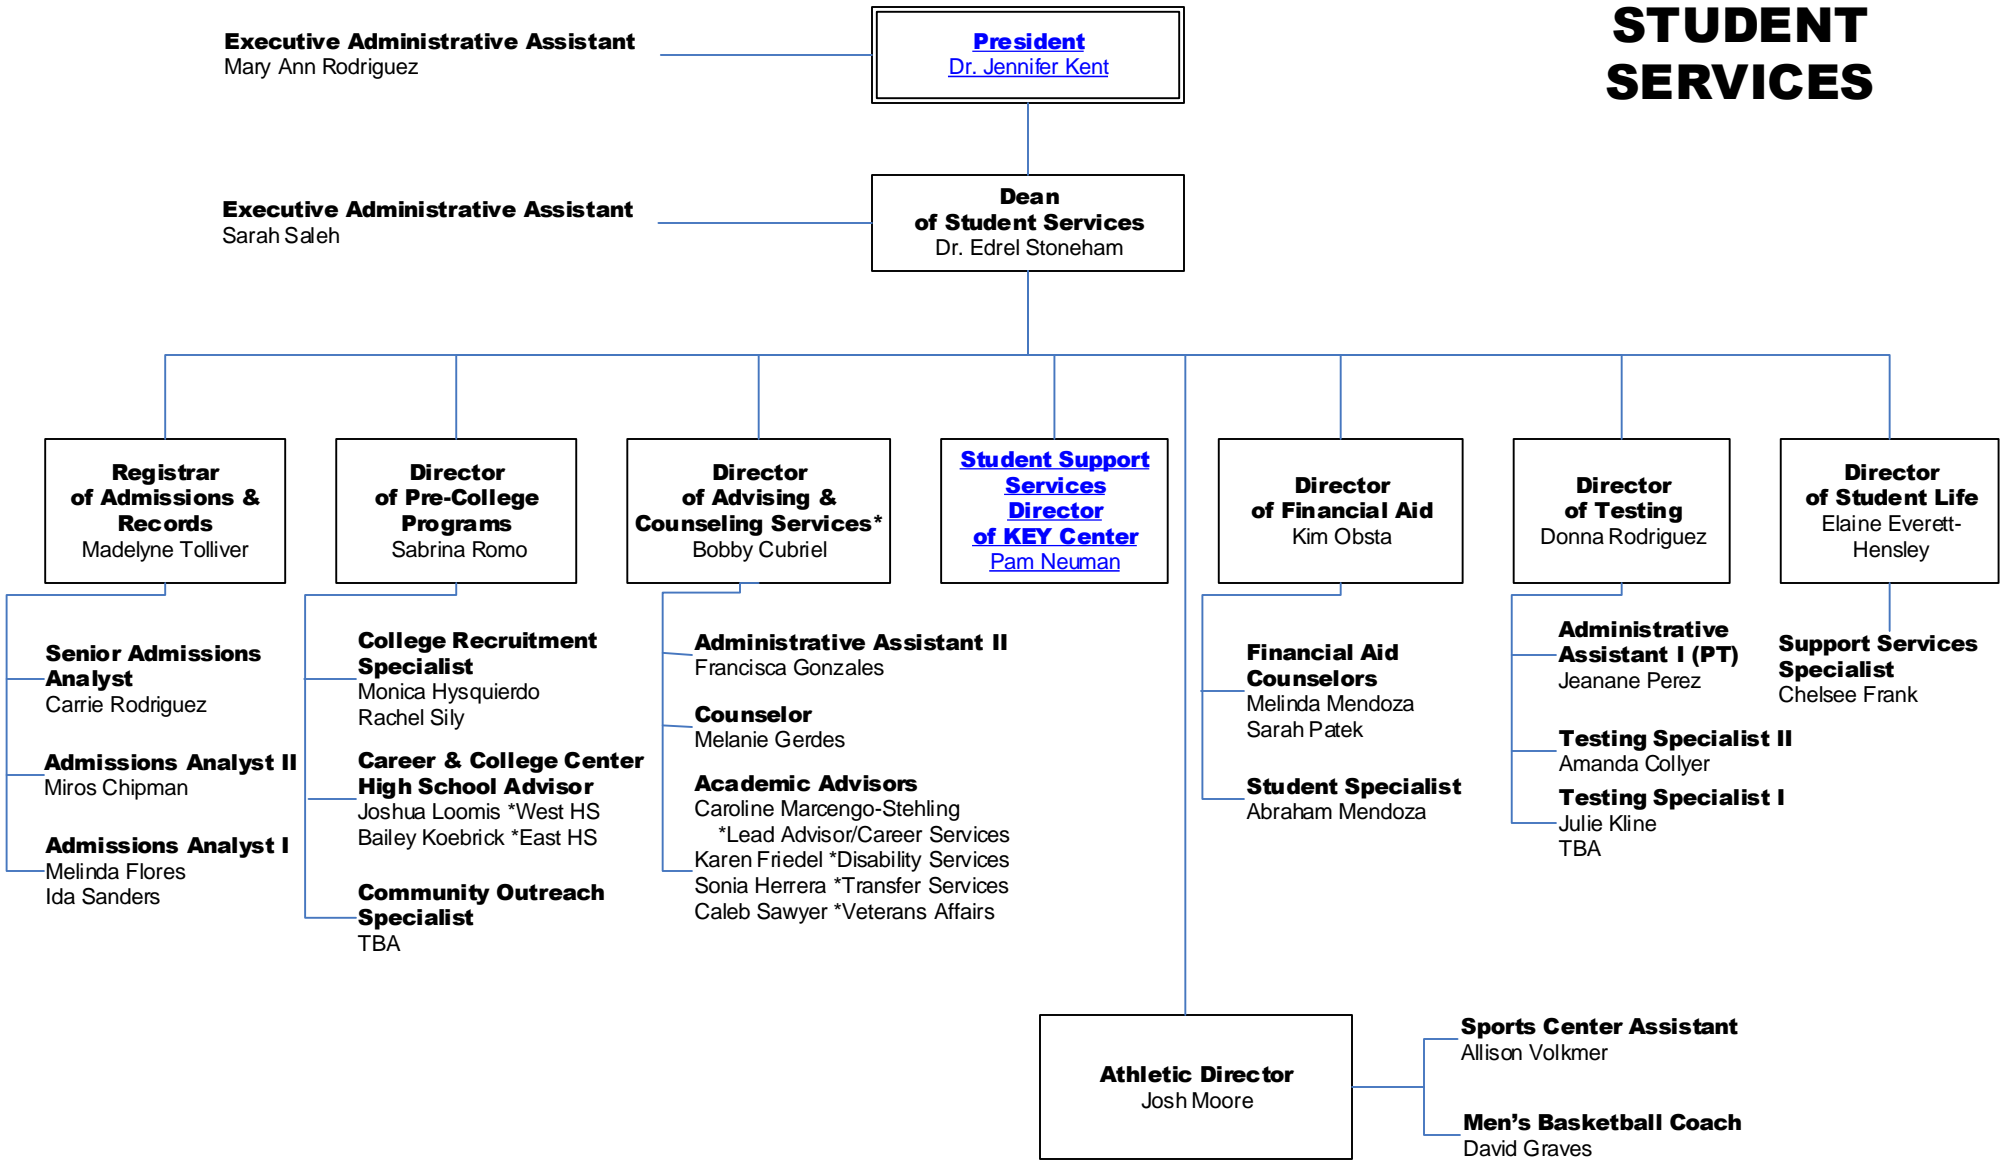 STUDENT
SERVICES
Executive Administrative Assistant
Mary Ann Rodriguez
President
Dr. Jennifer Kent
Executive Administrative Assistant
Sarah Saleh
Dean
of Student Services
Dr. Edrel Stoneham
Registrar
of Admissions &
Records
Madelyne Tolliver
Senior Admissions
Analyst
Carrie Rodriguez
Admissions Analyst II
Miros Chipman
Admissions Analyst I
Melinda Flores
Ida Sanders
Director
of Pre-College
Programs
Sabrina Romo
College Recruitment
Specialist
Monica Hysquierdo
Rachel Sily
Career & College Center
High School Advisor
Joshua Loomis *West HS
Bailey Koebrick *East HS
Community Outreach
Specialist
TBA
Director
of Advising &
Counseling Services*
Bobby Cubriel
Administrative Assistant II
Francisca Gonzales
Counselor
Melanie Gerdes
Academic Advisors
Caroline Marcengo-Stehling
*Lead Advisor/Career Services
Karen Friedel *Disability Services
Sonia Herrera *Transfer Services
Caleb Sawyer *Veterans Affairs
Student Support
Services
Director
of KEY Center
Pam Neuman
Director
of Financial Aid
Kim Obsta
Financial Aid
Counselors
Melinda Mendoza
Sarah Patek
Student Specialist
Abraham Mendoza
Director
of Testing
Donna Rodriguez
Administrative
Assistant I (PT)
Jeanane Perez
Testing Specialist II
Amanda Collyer
Testing Specialist I
Julie Kline
TBA
Director
of Student Life
Elaine Everett-
Hensley
Support Services
Specialist
Chelsee Frank
Athletic Director
Josh Moore
Sports Center Assistant
Allison Volkmer
Men’s Basketball Coach
David Graves